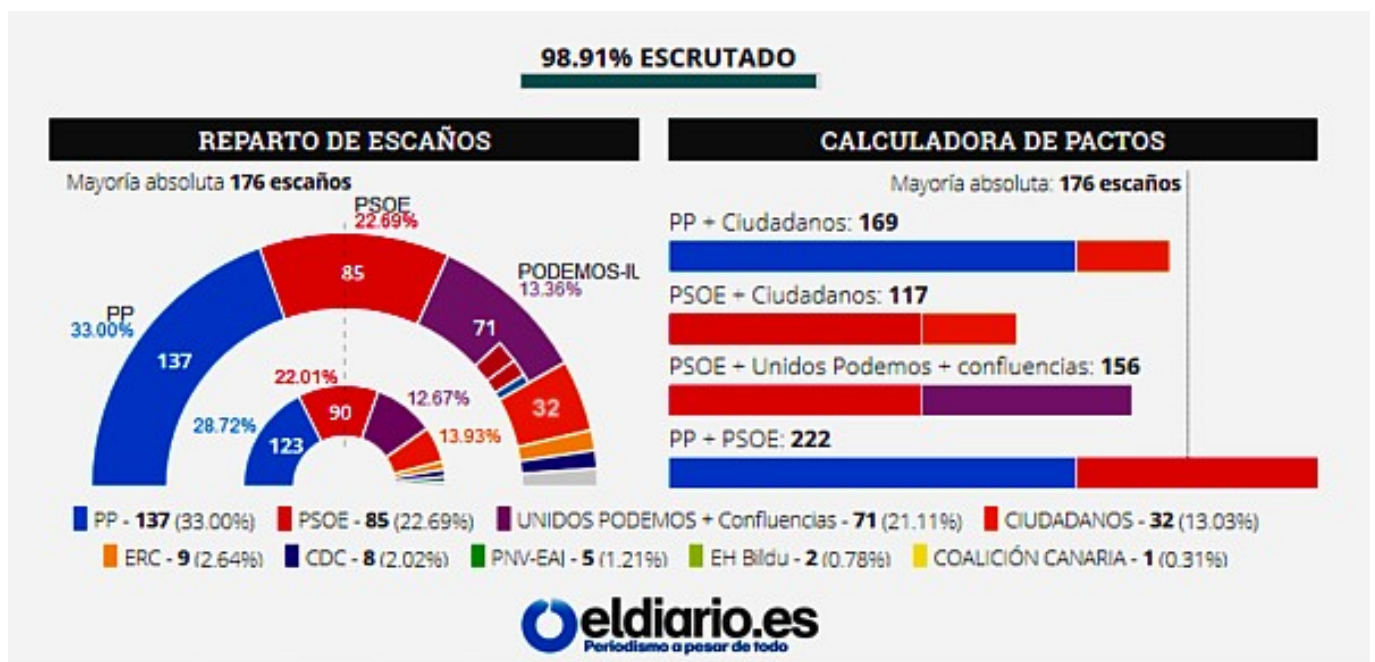 98.91% ESCRUTADO
REPARTO DE ESCAÑOS
Mayoría absoluta 176 escaños
PSOE
22.69%
85
PODEMOS-IU
13.36%
71
PP
33.00%
137
32
22.01%
90
12.67%
28.72%
123
13.93%
CALCULADORA DE PACTOS
Mayoría absoluta: 176 escaños
PP + Ciudadanos: 169
PSOE + Ciudadanos: 117
PSOE + Unidos Podemos + confluencias: 156
PP + PSOE: 222
PP - 137 (33.00%) PSOE - 85 (22.69%) UNIDOS PODEMOS + Confluencias - 71 (21.11%) CIUDADANOS - 32 (13.03%)
ERC - 9 (2.64%) CDC - 8 (2.02%) PNV-EAJ - 5 (1.21%) EH Bildu - 2 (0.78%) COALICIÓN CANARIA - 1 (0.31%)
eldiario.es
Periodismo a pesar de todo